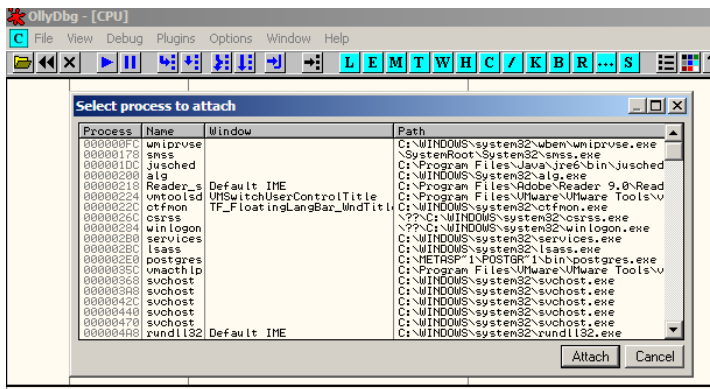 OllyDbg - [CPU]
C File View Debug Plugins Options Window Help
L E M T W H C / K B R ... S
Select process to attach
Process Name Window Path
000000FC wmiprvse C:\WINDOWS\system32\wbem\wmiprvse.exe
00000178 smss \SystemRoot\System32\smss.exe
000001DC jusched C:\Program Files\Java\jre6\bin\jusched
00000200 alg C:\WINDOWS\System32\alg.exe
00000218 Reader_s Default IME C:\Program Files\Adobe\Reader 9.0\Read
00000224 vmtoolsd VMSwitchUserControlTitle C:\Program Files\VMware\VMware Tools\v
0000022C ctfmon TF_FloatingLangBar_WndTitl C:\WINDOWS\system32\ctfmon.exe
0000026C csrss \??\C:\WINDOWS\system32\csrss.exe
00000284 winlogon \??\C:\WINDOWS\system32\winlogon.exe
000002B0 services C:\WINDOWS\system32\services.exe
000002BC lsass C:\WINDOWS\system32\lsass.exe
000002E0 postgres C:\METASP~1\POSTGR~1\bin\postgres.exe
0000035C vmacthlp C:\Program Files\VMware\VMware Tools\v
00000368 svchost C:\WINDOWS\system32\svchost.exe
000003A8 svchost C:\WINDOWS\system32\svchost.exe
0000042C svchost C:\WINDOWS\System32\svchost.exe
00000440 svchost C:\WINDOWS\system32\svchost.exe
00000470 svchost C:\WINDOWS\system32\svchost.exe
000004A8 rundll32 Default IME C:\WINDOWS\system32\rundll32.exe
Attach Cancel